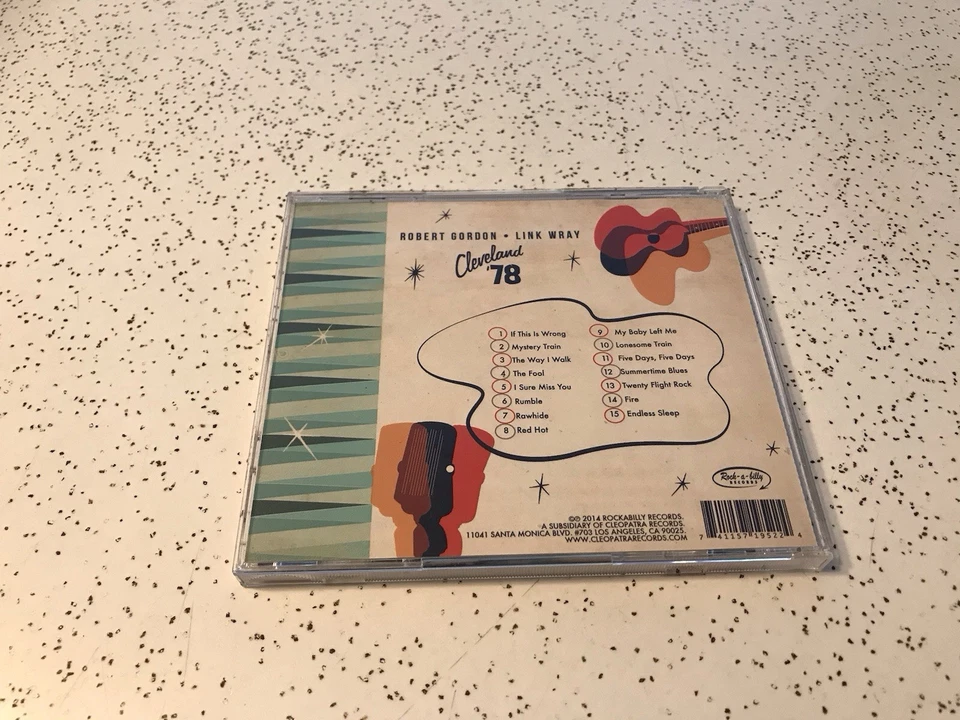 ROBERT GORDON • LINK WRAY
Cleveland
'78
1 If This Is Wrong
2 Mystery Train
3 The Way I Walk
4 The Fool
5 I Sure Miss You
6 Rumble
7 Rawhide
8 Red Hot
9 My Baby Left Me
10 Lonesome Train
11 Five Days, Five Days
12 Summertime Blues
13 Twenty Flight Rock
14 Fire
15 Endless Sleep
Rock-a-billy
RECORDS
©℗ 2014 ROCKABILLY RECORDS.
A SUBSIDIARY OF CLEOPATRA RECORDS.
11041 SANTA MONICA BLVD. #703 LOS ANGELES, CA 90025.
WWW.CLEOPATRARECORDS.COM
7 41157 19522